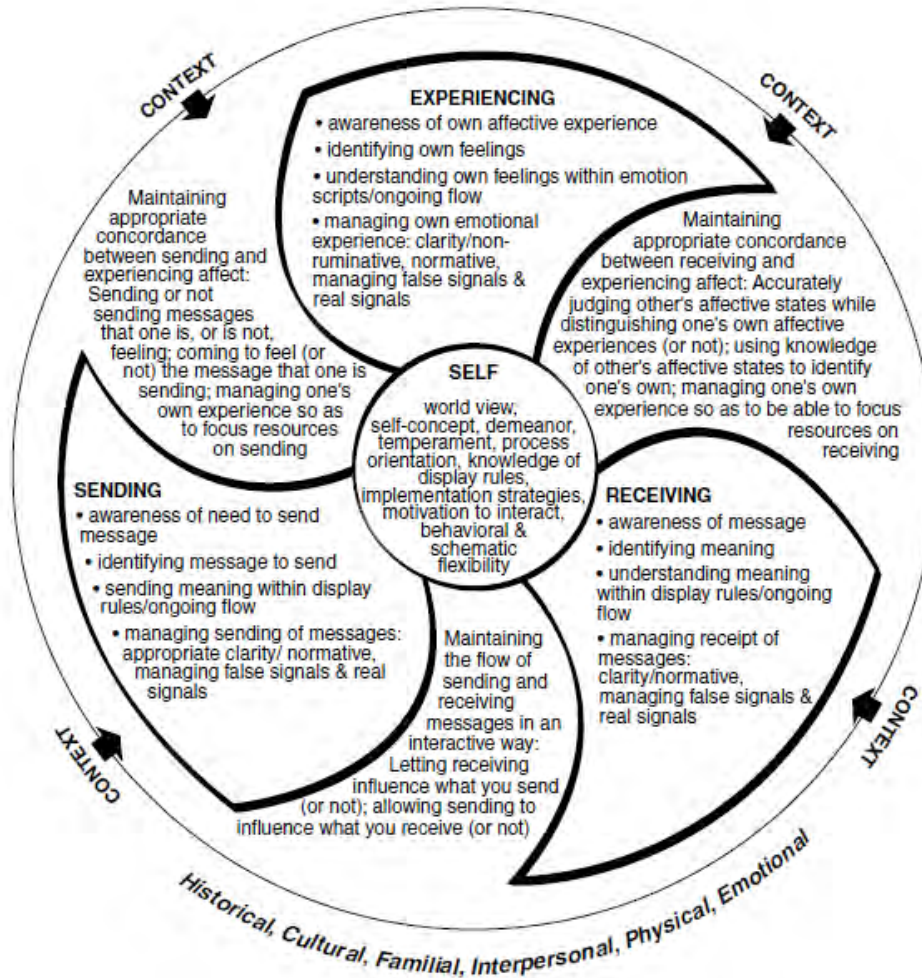 CONTEXT
CONTEXT
EXPERIENCING
• awareness of own affective experience
• identifying own feelings
• understanding own feelings within emotion
scripts/ongoing flow
• managing own emotional
experience: clarity/non-
ruminative, normative,
managing false signals &
real signals
Maintaining
appropriate
concordance
between sending and
experiencing affect:
Sending or not
sending messages
that one is, or is not,
feeling; coming to feel (or
not) the message that one is
sending; managing one's
own experience so as
to focus resources
on sending
Maintaining
appropriate concordance
between receiving and
experiencing affect: Accurately
judging other's affective states while
distinguishing one's own affective
experiences (or not); using knowledge
of other's affective states to identify
one's own; managing one's own
experience so as to be able to focus
resources on
receiving
SELF
world view,
self-concept, demeanor,
temperament, process
orientation, knowledge of
display rules,
implementation strategies,
motivation to interact,
behavioral &
schematic
flexibility
SENDING
• awareness of need to send
message
• identifying message to send
• sending meaning within display
rules/ongoing flow
• managing sending of messages:
appropriate clarity/ normative,
managing false signals & real
signals
RECEIVING
• awareness of message
• identifying meaning
• understanding meaning
within display rules/ongoing
flow
• managing receipt of
messages:
clarity/normative,
managing false signals &
real signals
Maintaining
the flow of
sending and
receiving
messages in an
interactive way:
Letting receiving
influence what you send
(or not); allowing sending to
influence what you receive (or not)
CONTEXT
CONTEXT
Historical, Cultural, Familial, Interpersonal, Physical, Emotional